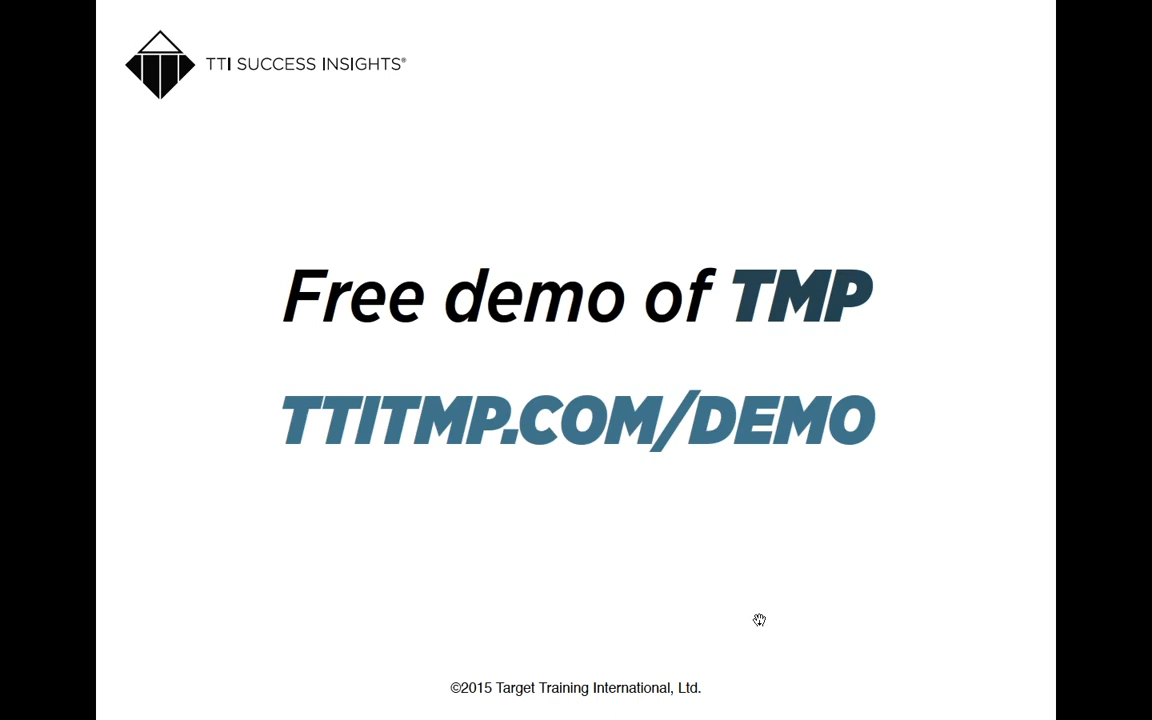 TTI SUCCESS INSIGHTS®
Free demo of TMP
TTITMP.COM/DEMO
©2015 Target Training International, Ltd.